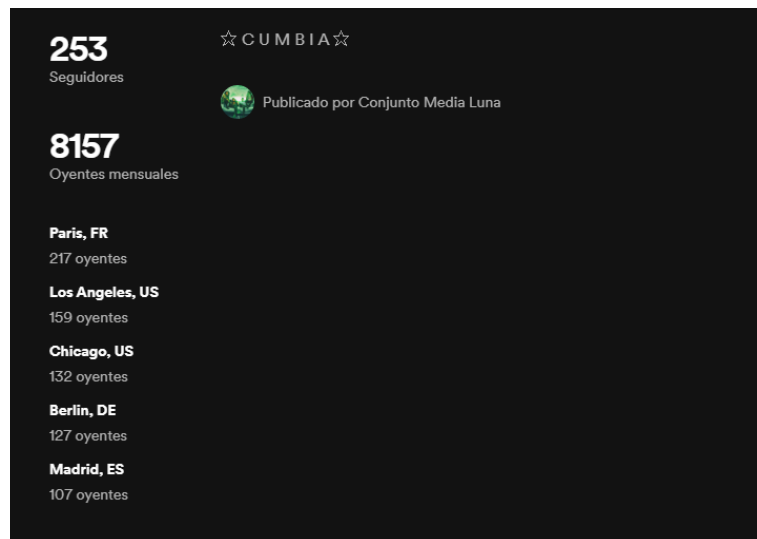 253
Seguidores
8157
Oyentes mensuales
Paris, FR
217 oyentes
Los Angeles, US
159 oyentes
Chicago, US
132 oyentes
Berlin, DE
127 oyentes
Madrid, ES
107 oyentes
☆ C U M B I A ☆
Publicado por Conjunto Media Luna